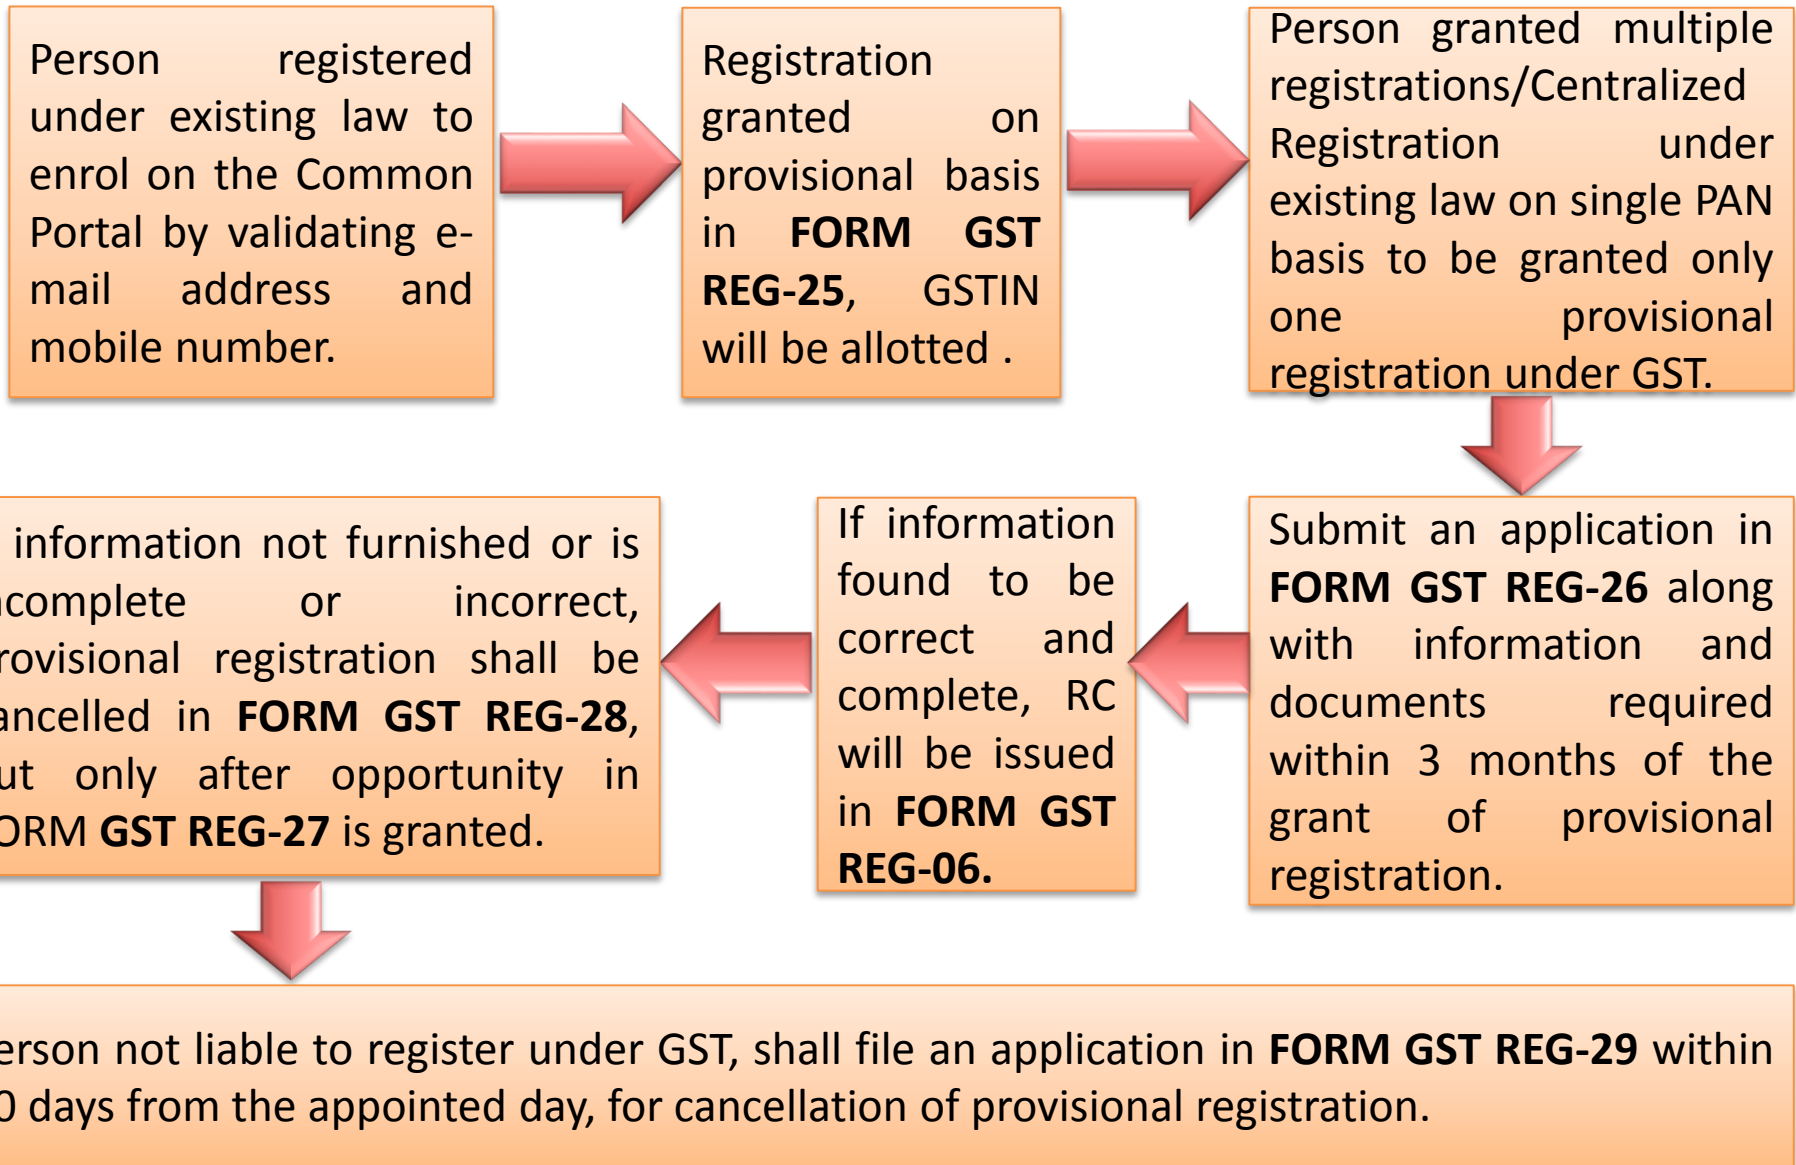 Person registered
under existing law to
enrol on the Common
Portal by validating e-
mail address and
mobile number.
Registration
granted on
provisional basis
in FORM GST
REG-25, GSTIN
will be allotted .
Person granted multiple
registrations/Centralized
Registration under
existing law on single PAN
basis to be granted only
one provisional
registration under GST.
Submit an application in
FORM GST REG-26 along
with information and
documents required
within 3 months of the
grant of provisional
registration.
If information
found to be
correct and
complete, RC
will be issued
in FORM GST
REG-06.
information not furnished or is
ncomplete or incorrect,
rovisional registration shall be
ancelled in FORM GST REG-28,
ut only after opportunity in
ORM GST REG-27 is granted.
erson not liable to register under GST, shall file an application in FORM GST REG-29 within
0 days from the appointed day, for cancellation of provisional registration.